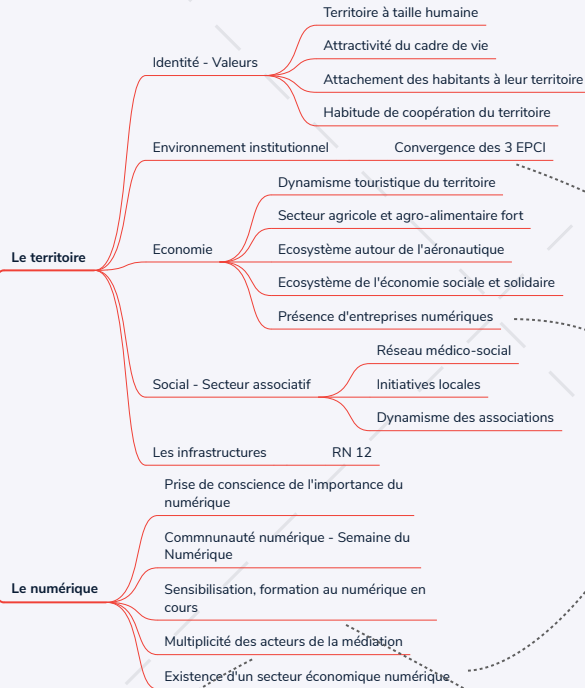 Territoire à taille humaine
Identité - Valeurs
Attractivité du cadre de vie
Attachement des habitants à leur territoire
Habitude de coopération du territoire
Environnement institutionnel
Convergence des 3 EPCI
Dynamisme touristique du territoire
Secteur agricole et agro-alimentaire fort
Le territoire
Economie
Ecosystème autour de l'aéronautique
Ecosystème de l'économie sociale et solidaire
Présence d'entreprises numériques
Réseau médico-social
Social - Secteur associatif
Initiatives locales
Dynamisme des associations
Les infrastructures
RN 12
Prise de conscience de l'importance du
numérique
Commnunauté numérique - Semaine du
Numérique
Le numérique
Sensibilisation, formation au numérique en
cours
Multiplicité des acteurs de la médiation
Existence d'un secteur économique numérique